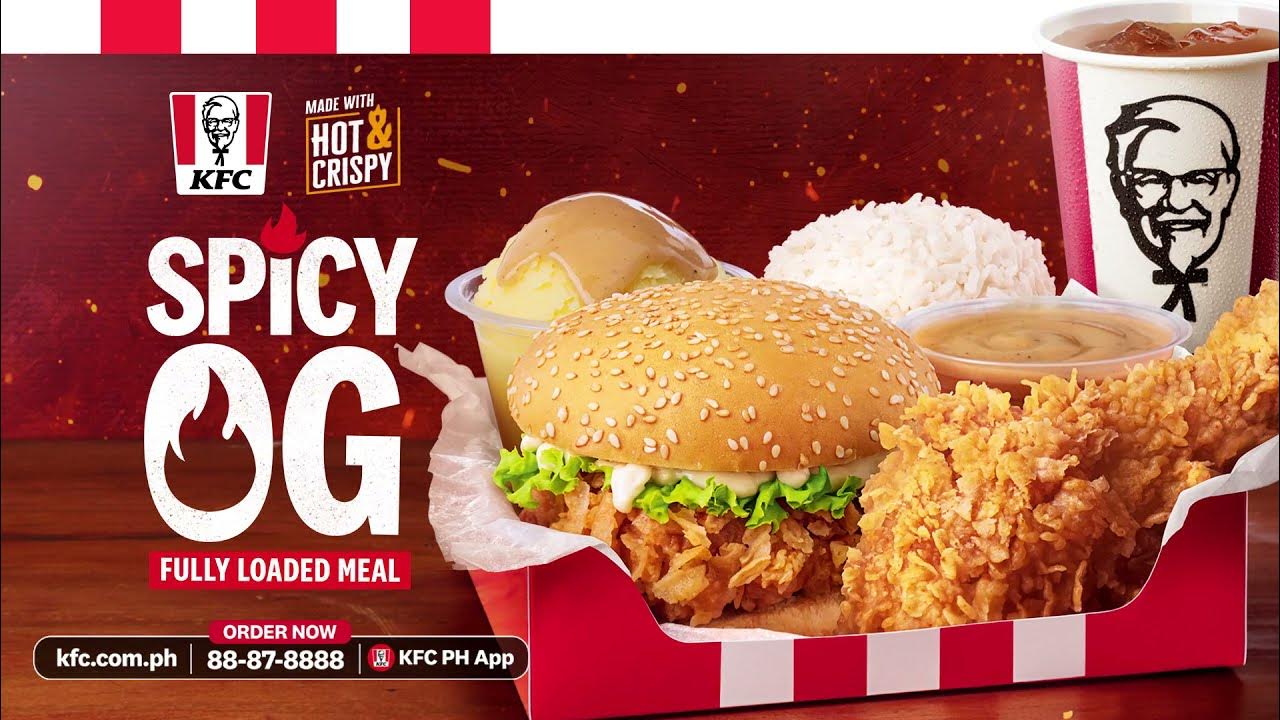 KFC
MADE WITH
HOT &
CRISPY
SPiCY
OG
FULLY LOADED MEAL
ORDER NOW
kfc.com.ph | 88-87-8888 | KFC KFC PH App